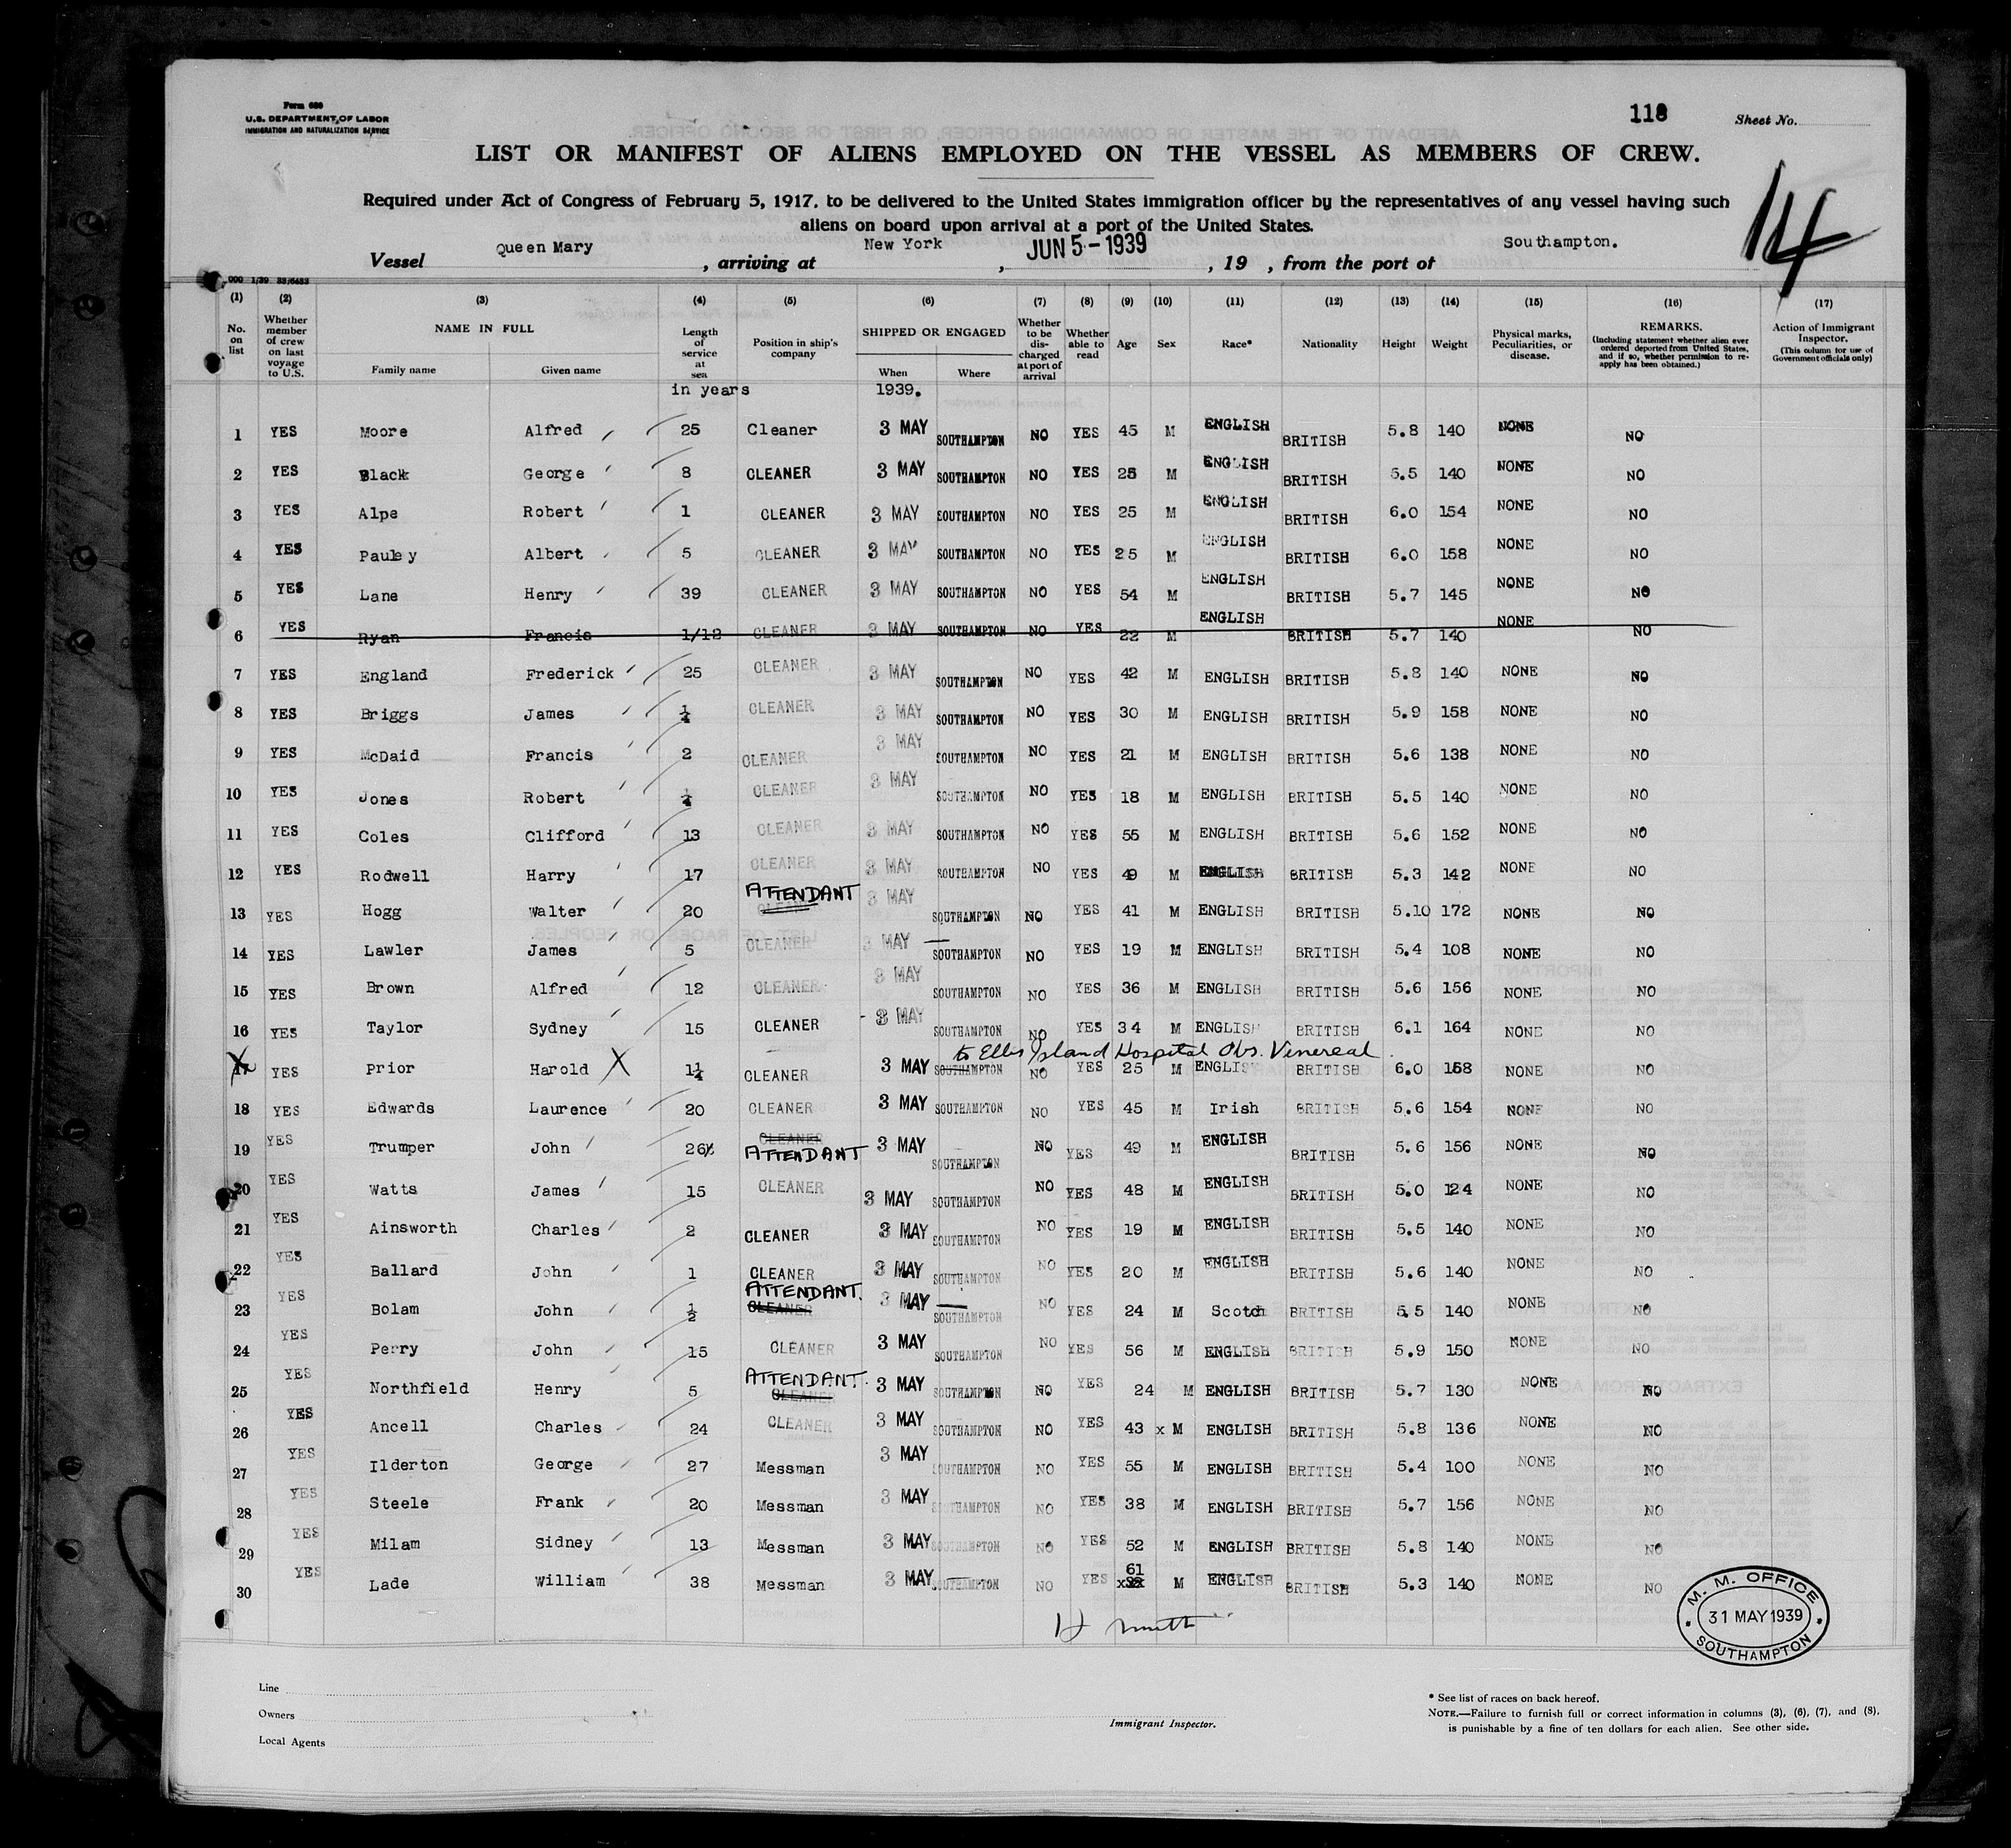 Form 680
U.S. DEPARTMENT OF LABOR
IMMIGRATION AND NATURALIZATION SERVICE
118 Sheet No.
LIST OR MANIFEST OF ALIENS EMPLOYED ON THE VESSEL AS MEMBERS OF CREW.
14
Required under Act of Congress of February 5, 1917, to be delivered to the United States immigration officer by the representatives of any vessel having such
aliens on board upon arrival at a port of the United States.
Vessel Queen Mary, arriving at New York, JUN 5-1939, 19 , from the port of Southampton.
(1) (2) (3) (4) (5) (6) (7) (8) (9) (10) (11) (12) (13) (14) (15) (16) (17)
No. on list
Whether member of crew on last voyage to U.S.
NAME IN FULL
Family name Given name
Length of service at sea
Position in ship's company
SHIPPED OR ENGAGED
When Where
Whether to be discharged at port of arrival
Whether able to read
Age
Sex
Race*
Nationality
Height
Weight
Physical marks, Peculiarities, or disease.
REMARKS.
(Including statement whether alien ever ordered deported from United States, and if so, whether permission to re-apply has been obtained.)
Action of Immigrant Inspector.
(This column for use of Government officials only)
in years 1939.
1 YES Moore Alfred 25 Cleaner 3 MAY SOUTHAMPTON NO YES 45 M ENGLISH BRITISH 5.8 140 NONE NO
2 YES Black George 8 CLEANER 3 MAY SOUTHAMPTON NO YES 25 M ENGLISH BRITISH 5.5 140 NONE NO
3 YES Alpe Robert 1 CLEANER 3 MAY SOUTHAMPTON NO YES 25 M ENGLISH BRITISH 6.0 154 NONE NO
4 YES Pauley Albert 5 CLEANER 3 MAY SOUTHAMPTON NO YES 25 M ENGLISH BRITISH 6.0 158 NONE NO
5 YES Lane Henry 39 CLEANER 3 MAY SOUTHAMPTON NO YES 54 M ENGLISH BRITISH 5.7 145 NONE NO
6 YES Ryan Francis 1/12 CLEANER 3 MAY SOUTHAMPTON NO YES 22 M ENGLISH BRITISH 5.7 140 NONE NO
7 YES England Frederick 25 CLEANER 3 MAY SOUTHAMPTON NO YES 42 M ENGLISH BRITISH 5.8 140 NONE NO
8 YES Briggs James ¼ CLEANER 3 MAY SOUTHAMPTON NO YES 30 M ENGLISH BRITISH 5.9 158 NONE NO
9 YES McDaid Francis 2 CLEANER 3 MAY SOUTHAMPTON NO YES 21 M ENGLISH BRITISH 5.6 138 NONE NO
10 YES Jones Robert ¼ CLEANER 3 MAY SOUTHAMPTON NO YES 18 M ENGLISH BRITISH 5.5 140 NONE NO
11 YES Coles Clifford 13 CLEANER 3 MAY SOUTHAMPTON NO YES 55 M ENGLISH BRITISH 5.6 152 NONE NO
12 YES Rodwell Harry 17 CLEANER 3 MAY SOUTHAMPTON NO YES 49 M ENGLISH BRITISH 5.3 142 NONE NO
13 YES Hogg Walter 20 ATTENDANT CLEANER 3 MAY SOUTHAMPTON NO YES 41 M ENGLISH BRITISH 5.10 172 NONE NO
14 YES Lawler James 5 CLEANER 3 MAY SOUTHAMPTON NO YES 19 M ENGLISH BRITISH 5.4 108 NONE NO
15 YES Brown Alfred 12 CLEANER 3 MAY SOUTHAMPTON NO YES 36 M ENGLISH BRITISH 5.6 156 NONE NO
16 YES Taylor Sydney 15 CLEANER 3 MAY SOUTHAMPTON NO YES 34 M ENGLISH BRITISH 6.1 164 NONE NO
to Ellis Island Hospital Obs. Venereal
17 YES Prior Harold X 1¼ CLEANER 3 MAY SOUTHAMPTON NO YES 25 M ENGLISH BRITISH 6.0 158 NONE NO
18 YES Edwards Laurence 20 CLEANER 3 MAY SOUTHAMPTON NO YES 45 M Irish BRITISH 5.6 154 NONE NO
19 YES Trumper John 26 CLEANER ATTENDANT 3 MAY SOUTHAMPTON NO YES 49 M ENGLISH BRITISH 5.6 156 NONE NO
20 YES Watts James 15 CLEANER 3 MAY SOUTHAMPTON NO YES 48 M ENGLISH BRITISH 5.0 124 NONE NO
21 YES Ainsworth Charles 2 CLEANER 3 MAY SOUTHAMPTON NO YES 19 M ENGLISH BRITISH 5.5 140 NONE NO
22 YES Ballard John 1 CLEANER 3 MAY SOUTHAMPTON NO YES 20 M ENGLISH BRITISH 5.6 140 NONE NO
23 YES Bolam John ½ ATTENDANT. CLEANER 3 MAY SOUTHAMPTON NO YES 24 M Scotch BRITISH 5.5 140 NONE NO
24 YES Perry John 15 CLEANER 3 MAY SOUTHAMPTON NO YES 56 M ENGLISH BRITISH 5.9 150 NONE NO
25 YES Northfield Henry 5 ATTENDANT. CLEANER 3 MAY SOUTHAMPTON NO YES 24 M ENGLISH BRITISH 5.7 130 NONE NO
26 YES Ancell Charles 24 CLEANER 3 MAY SOUTHAMPTON NO YES 43 x M ENGLISH BRITISH 5.8 136 NONE NO
27 YES Ilderton George 27 Messman 3 MAY SOUTHAMPTON NO YES 55 M ENGLISH BRITISH 5.4 100 NONE NO
28 YES Steele Frank 20 Messman 3 MAY SOUTHAMPTON NO YES 38 M ENGLISH BRITISH 5.7 156 NONE NO
29 YES Milam Sidney 13 Messman 3 MAY SOUTHAMPTON NO YES 52 M ENGLISH BRITISH 5.8 140 NONE NO
30 YES Lade William 38 Messman 3 MAY SOUTHAMPTON NO YES 61 M ENGLISH BRITISH 5.3 140 NONE NO
H Smith
M. M. OFFICE
31 MAY 1939
SOUTHAMPTON
Line
Owners
Local Agents
Immigrant Inspector.
* See list of races on back hereof.
NOTE.—Failure to furnish full or correct information in columns (3), (6), (7), and (8),
is punishable by a fine of ten dollars for each alien. See other side.